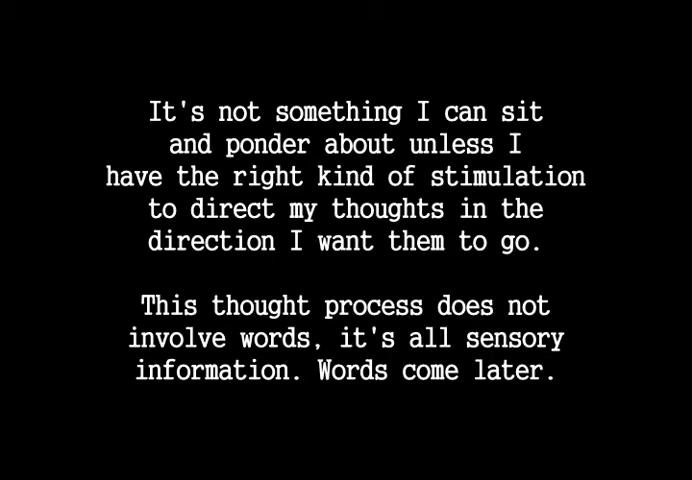 It's not something I can sit
and ponder about unless I
have the right kind of stimulation
to direct my thoughts in the
direction I want them to go.
This thought process does not
involve words, it's all sensory
information. Words come later.